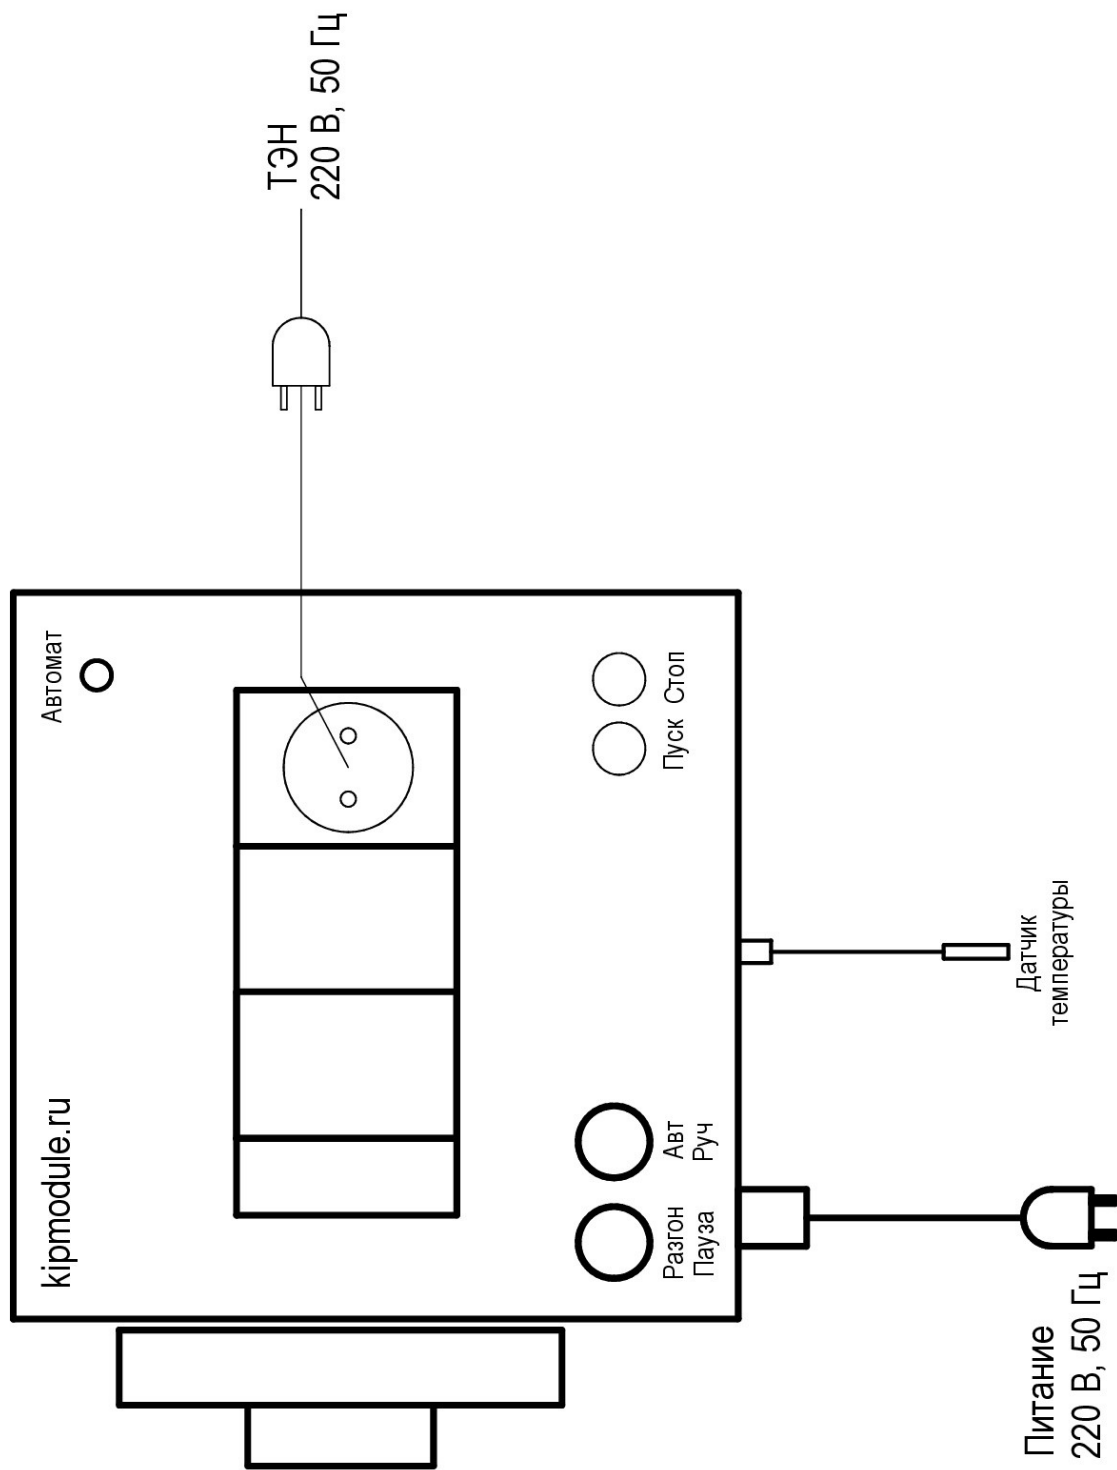 kipmodule.ru
Автомат
ТЭН
220 В, 50 Гц
Разгон
Пауза
Авт
Руч
Пуск
Стоп
Питание
220 В, 50 Гц
Датчик
температуры